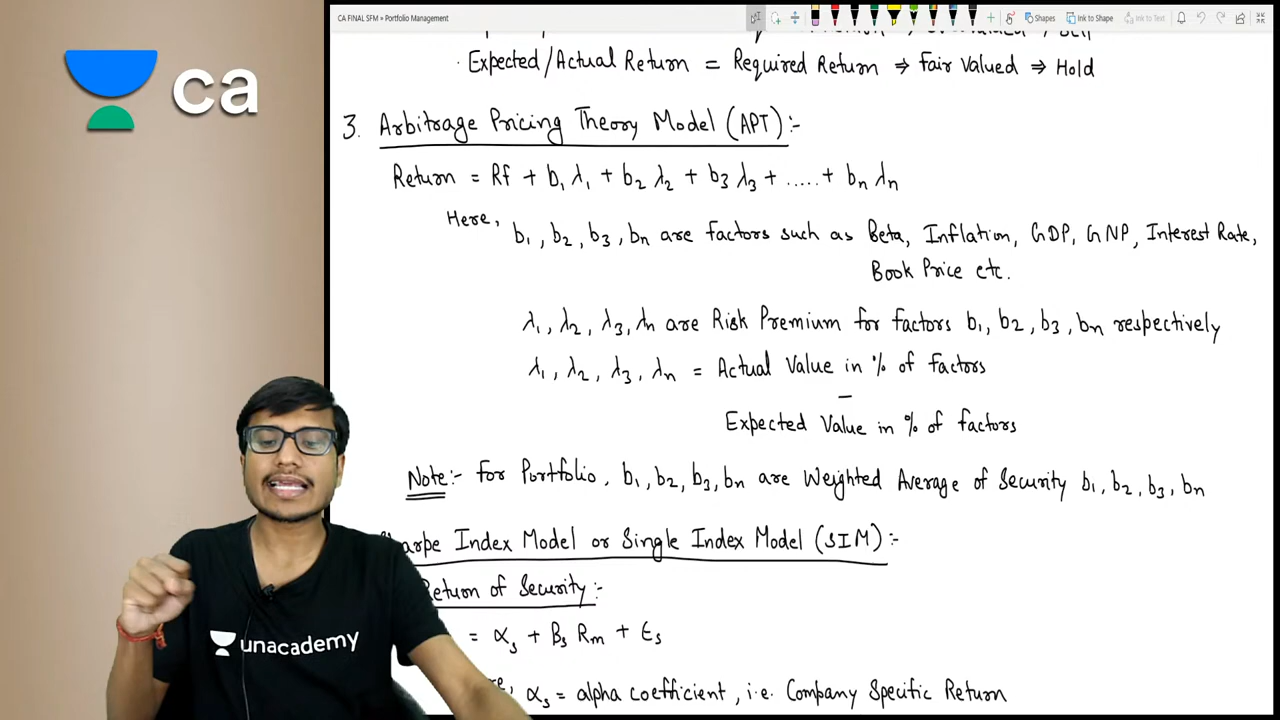 CA FINAL SFM » Portfolio Management
Shapes
Ink to Shape
Ink to Text
ca
· Expected/Actual Return = Required Return ⇒ Fair Valued ⇒ Hold
3. Arbitrage Pricing Theory Model (APT):-
Return = Rf + b₁ λ₁ + b₂ λ₂ + b₃ λ₃ + ..... + bn λn
Here,
b₁, b₂, b₃, bn are factors such as Beta, Inflation, GDP, GNP, Interest Rate,
Book Price etc.
λ₁, λ₂, λ₃, λn are Risk Premium for factors b₁, b₂, b₃, bn respectively
λ₁, λ₂, λ₃, λn = Actual Value in % of factors
–
Expected Value in % of factors
Note:- For Portfolio, b₁, b₂, b₃, bn are Weighted Average of Security b₁, b₂, b₃, bn
Index Model or Single Index Model (SIM):-
Return of Security:-
= αs + Bs Rm + Es
αs = alpha coefficient, i.e. Company Specific Return
unacademy